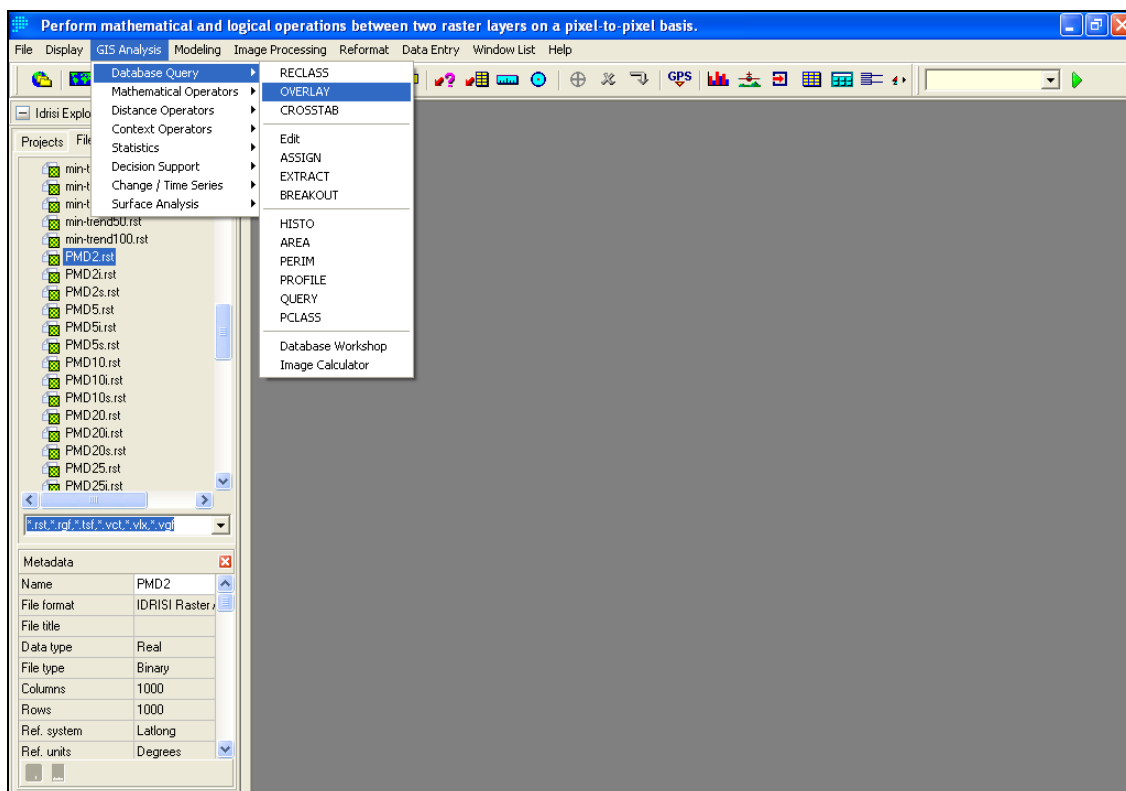 Perform mathematical and logical operations between two raster layers on a pixel-to-pixel basis.
File Display GIS Analysis Modeling Image Processing Reformat Data Entry Window List Help
GPS
Database Query
Mathematical Operators
Distance Operators
Context Operators
Statistics
Decision Support
Change / Time Series
Surface Analysis
RECLASS
OVERLAY
CROSSTAB
Edit
ASSIGN
EXTRACT
BREAKOUT
HISTO
AREA
PERIM
PROFILE
QUERY
PCLASS
Database Workshop
Image Calculator
Idrisi Explo
Projects File
min-t
min-t
min-t
min-trend50.rst
min-trend100.rst
PMD2.rst
PMD2i.rst
PMD2s.rst
PMD5.rst
PMD5i.rst
PMD5s.rst
PMD10.rst
PMD10i.rst
PMD10s.rst
PMD20.rst
PMD20i.rst
PMD20s.rst
PMD25.rst
PMD25i.rst
*.rst,*.rgf,*.tsf,*.vct,*.vlx,*.vgf
Metadata
Name PMD2
File format IDRISI Raster
File title
Data type Real
File type Binary
Columns 1000
Rows 1000
Ref. system Latlong
Ref. units Degrees